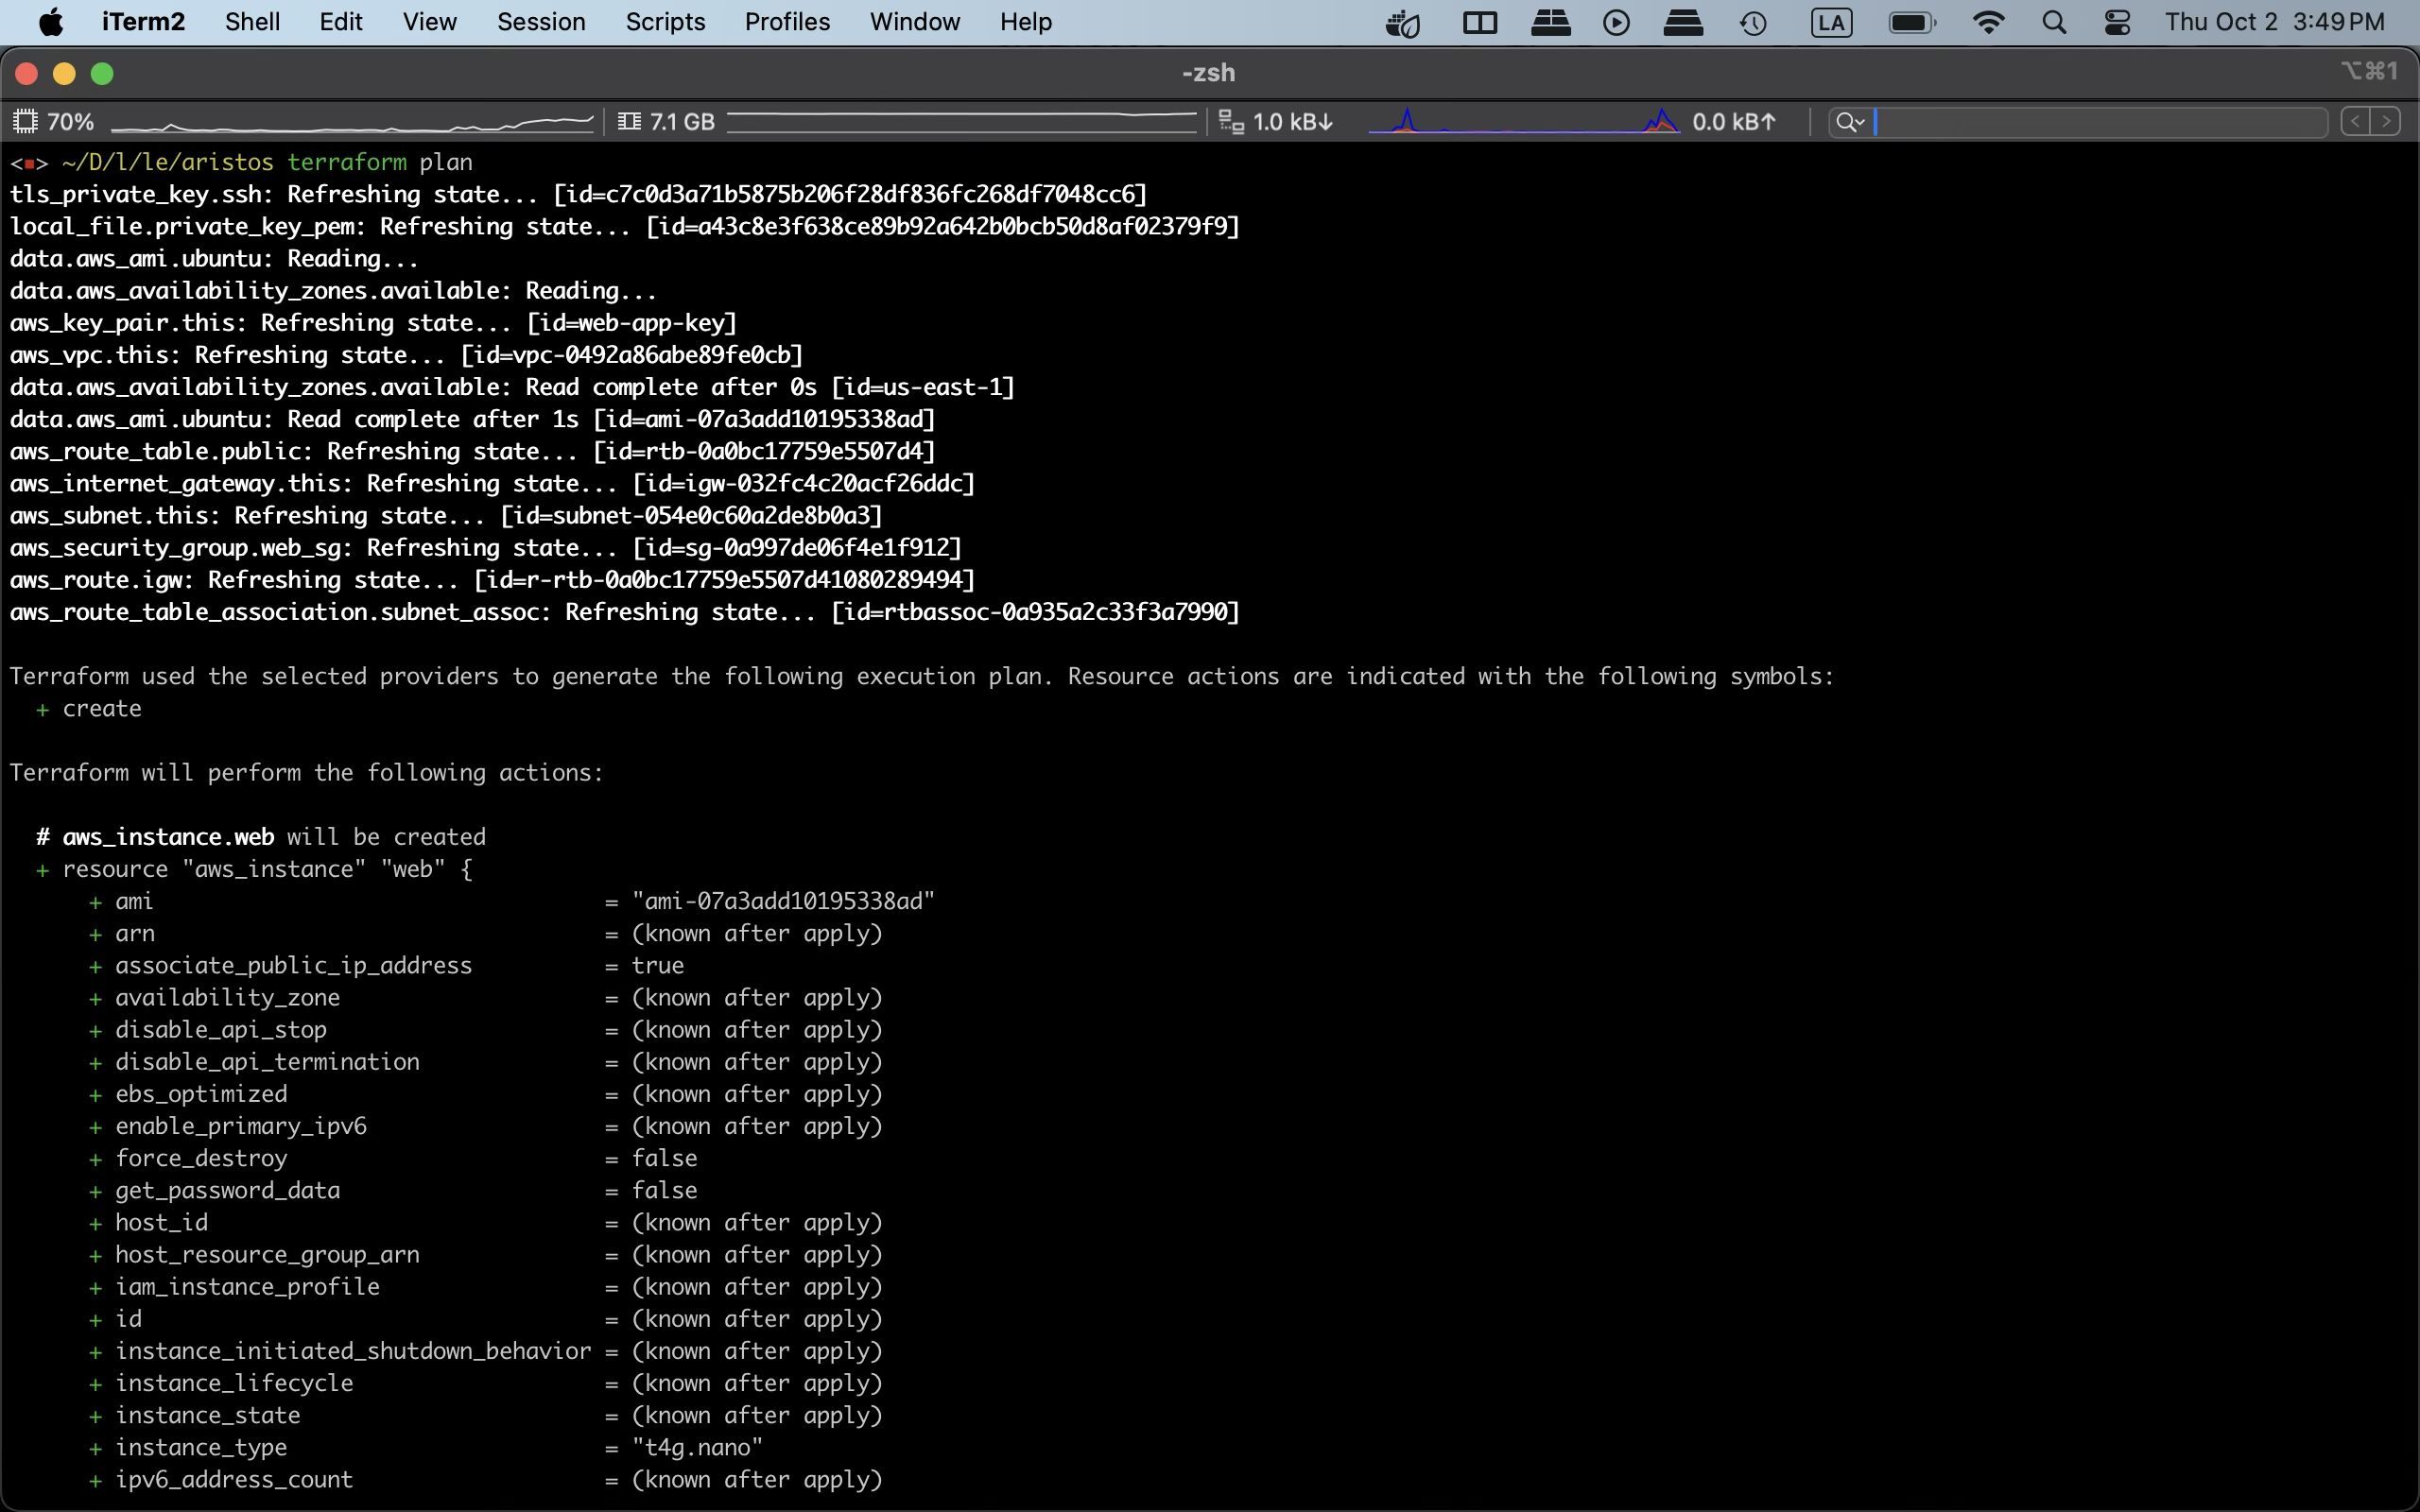 iTerm2 Shell Edit View Session Scripts Profiles Window Help LA Thu Oct 2 3:49 PM
-zsh ⌥⌘1
70% 7.1 GB 1.0 kB↓ 0.0 kB↑
<■> ~/D/l/le/aristos terraform plan
tls_private_key.ssh: Refreshing state... [id=c7c0d3a71b5875b206f28df836fc268df7048cc6]
local_file.private_key_pem: Refreshing state... [id=a43c8e3f638ce89b92a642b0bcb50d8af02379f9]
data.aws_ami.ubuntu: Reading...
data.aws_availability_zones.available: Reading...
aws_key_pair.this: Refreshing state... [id=web-app-key]
aws_vpc.this: Refreshing state... [id=vpc-0492a86abe89fe0cb]
data.aws_availability_zones.available: Read complete after 0s [id=us-east-1]
data.aws_ami.ubuntu: Read complete after 1s [id=ami-07a3add10195338ad]
aws_route_table.public: Refreshing state... [id=rtb-0a0bc17759e5507d4]
aws_internet_gateway.this: Refreshing state... [id=igw-032fc4c20acf26ddc]
aws_subnet.this: Refreshing state... [id=subnet-054e0c60a2de8b0a3]
aws_security_group.web_sg: Refreshing state... [id=sg-0a997de06f4e1f912]
aws_route.igw: Refreshing state... [id=r-rtb-0a0bc17759e5507d41080289494]
aws_route_table_association.subnet_assoc: Refreshing state... [id=rtbassoc-0a935a2c33f3a7990]
Terraform used the selected providers to generate the following execution plan. Resource actions are indicated with the following symbols:
+ create
Terraform will perform the following actions:
# aws_instance.web will be created
+ resource "aws_instance" "web" {
+ ami = "ami-07a3add10195338ad"
+ arn = (known after apply)
+ associate_public_ip_address = true
+ availability_zone = (known after apply)
+ disable_api_stop = (known after apply)
+ disable_api_termination = (known after apply)
+ ebs_optimized = (known after apply)
+ enable_primary_ipv6 = (known after apply)
+ force_destroy = false
+ get_password_data = false
+ host_id = (known after apply)
+ host_resource_group_arn = (known after apply)
+ iam_instance_profile = (known after apply)
+ id = (known after apply)
+ instance_initiated_shutdown_behavior = (known after apply)
+ instance_lifecycle = (known after apply)
+ instance_state = (known after apply)
+ instance_type = "t4g.nano"
+ ipv6_address_count = (known after apply)